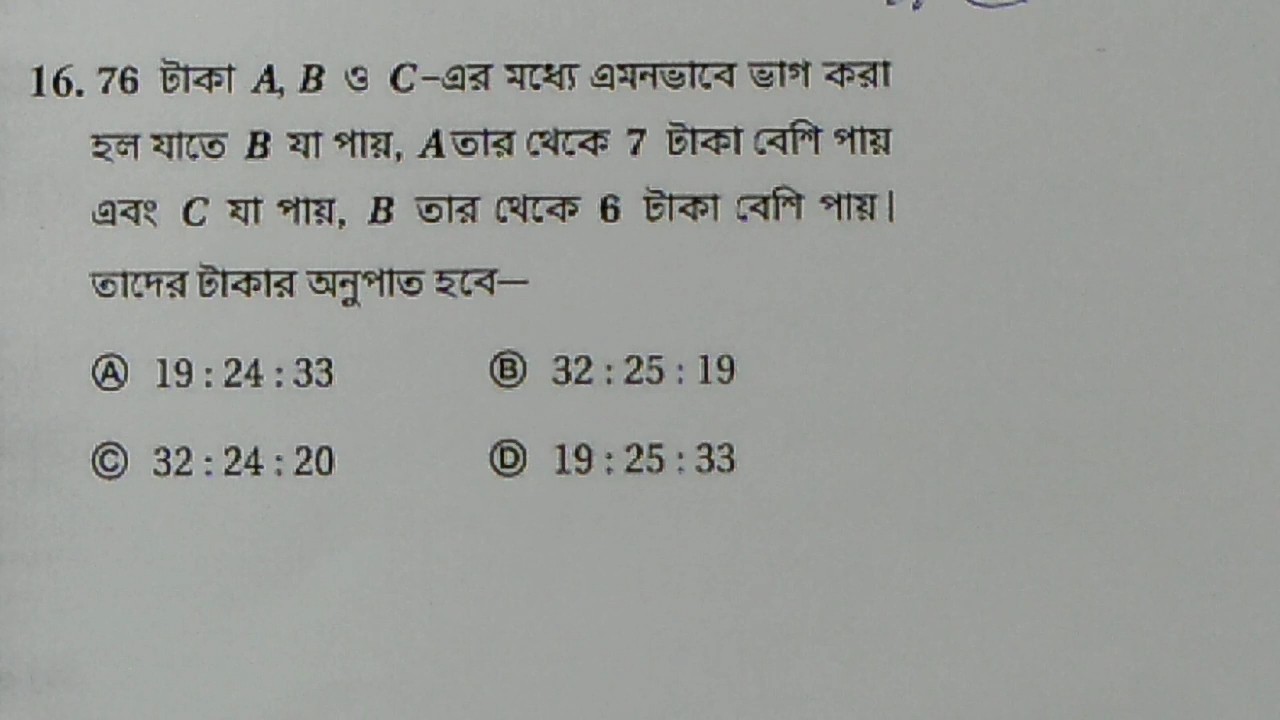 16. 76 টাকা A, B ও C-এর মধ্যে এমনভাবে ভাগ করা
হল যাতে B যা পায়, A তার থেকে 7 টাকা বেশি পায়
এবং C যা পায়, B তার থেকে 6 টাকা বেশি পায়।
তাদের টাকার অনুপাত হবে—
Ⓐ 19 : 24 : 33 Ⓑ 32 : 25 : 19
Ⓒ 32 : 24 : 20 Ⓓ 19 : 25 : 33